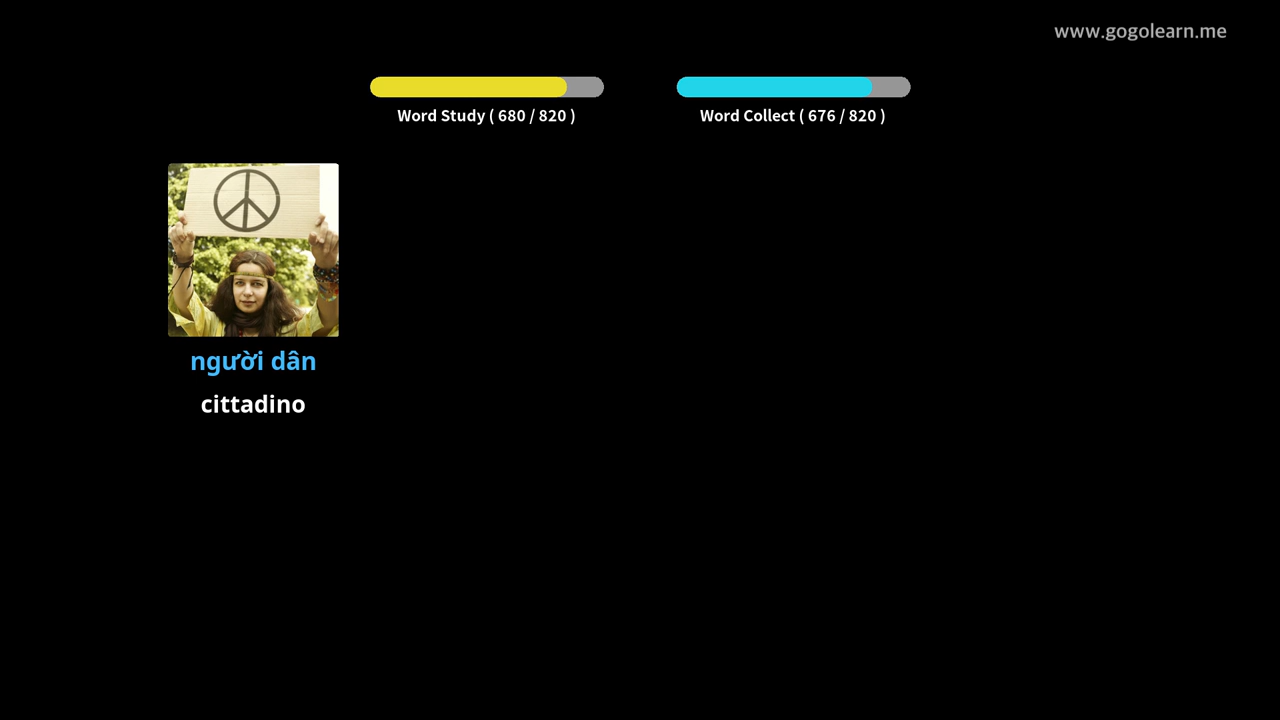 www.gogolearn.me
Word Study ( 680 / 820 )
Word Collect ( 676 / 820 )
người dân
cittadino